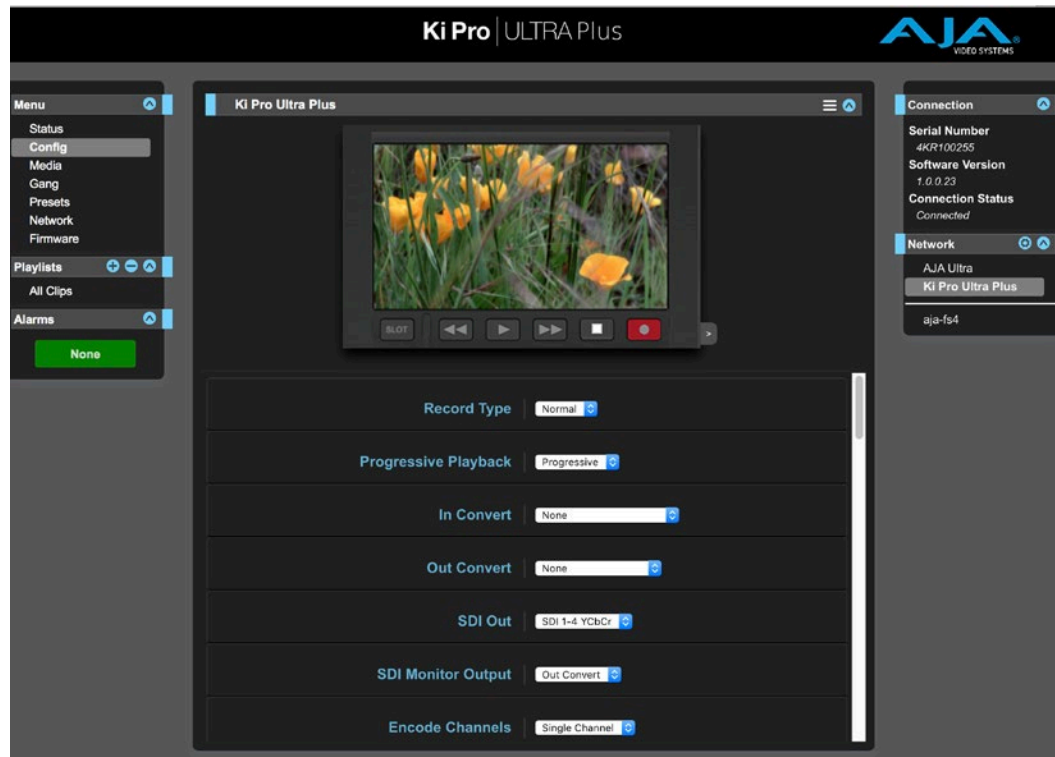 Ki Pro | ULTRA Plus
AJA®
VIDEO SYSTEMS
Menu
Status
Config
Media
Gang
Presets
Network
Firmware
Playlists
All Clips
Alarms
None
Ki Pro Ultra Plus
SLOT
>
Record Type Normal
Progressive Playback Progressive
In Convert None
Out Convert None
SDI Out SDI 1-4 YCbCr
SDI Monitor Output Out Convert
Encode Channels Single Channel
Connection
Serial Number
4KR100255
Software Version
1.0.0.23
Connection Status
Connected
Network
AJA Ultra
Ki Pro Ultra Plus
aja-fs4